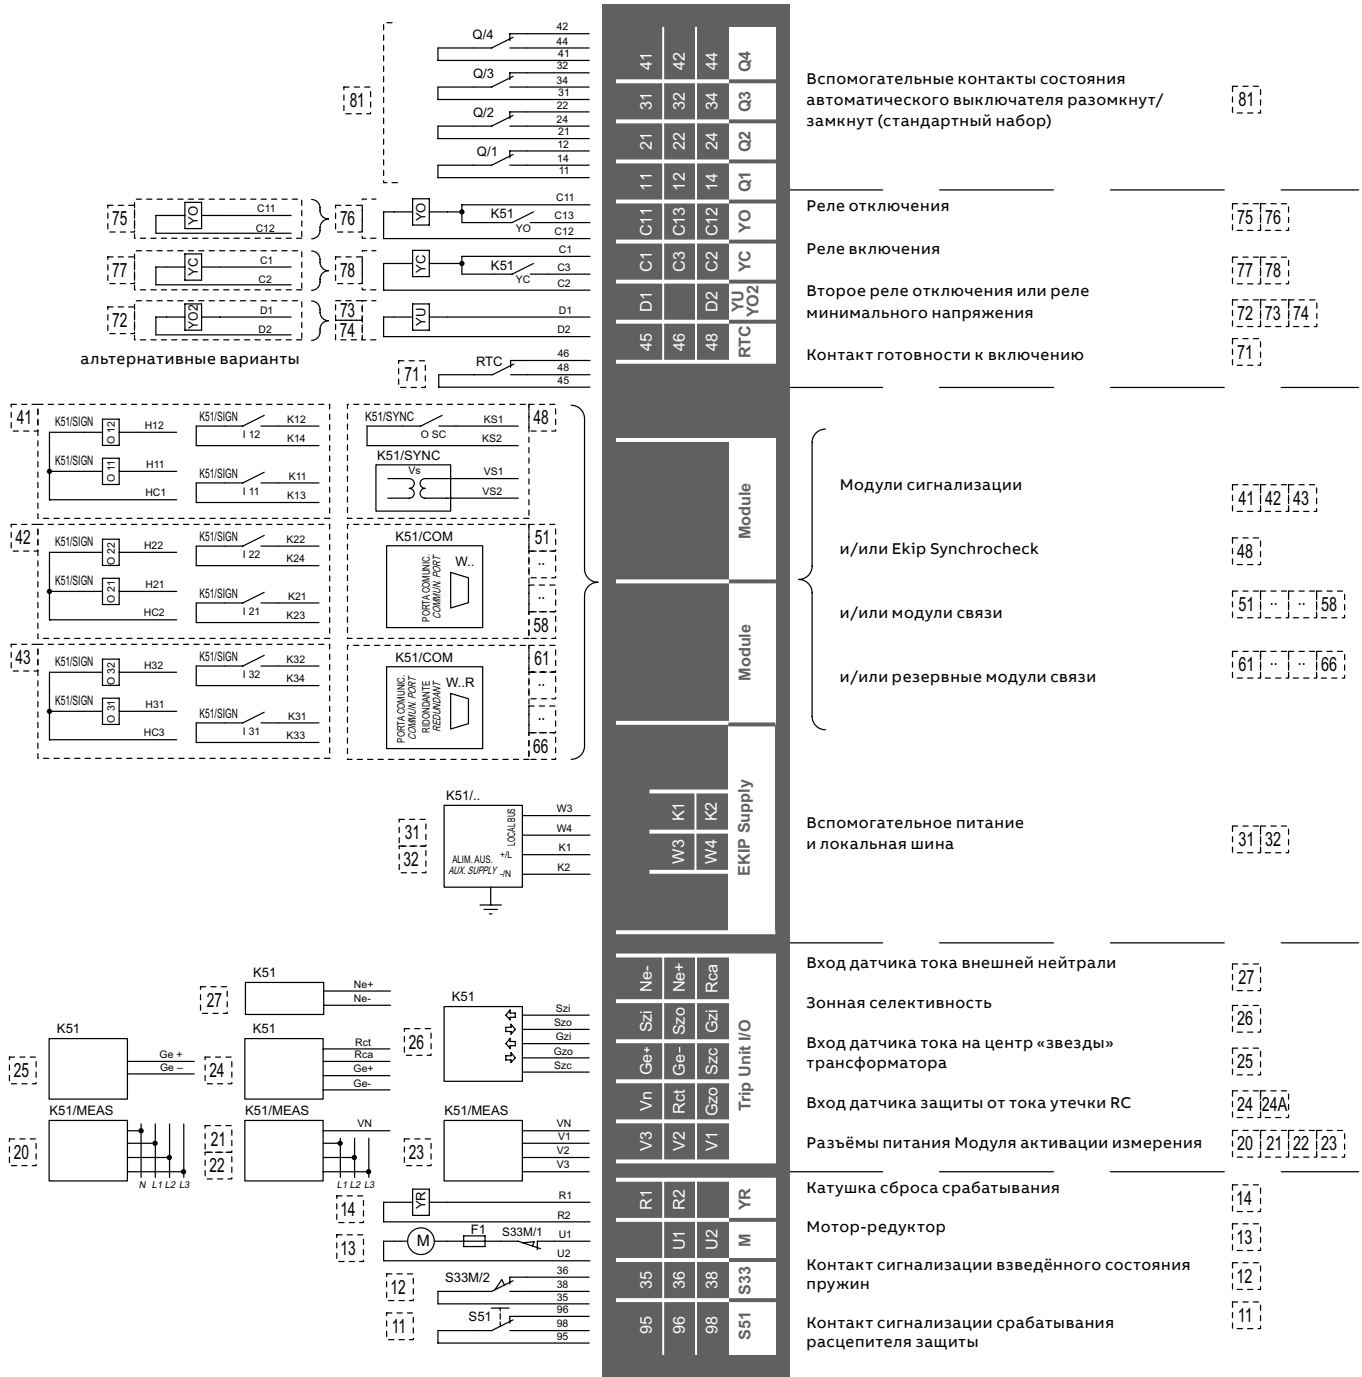 Q/4
42
44
41
Q/3
32
34
31
Q/2
22
24
21
Q/1
12
14
11
81
75
YO
C11
C12
76
YO
K51
YO
C11
C13
C12
77
YC
C1
C2
78
YC
K51
YC
C1
C3
C2
72
YO2
D1
D2
73
74
YU
D1
D2
альтернативные варианты
71
RTC
46
48
45
41
K51/SIGN
O 12
H12
K51/SIGN
I 12
K12
K14
K51/SIGN
O 11
H11
HC1
K51/SIGN
I 11
K11
K13
48
K51/SYNC
O SC
KS1
KS2
K51/SYNC
Vs
VS1
VS2
42
K51/SIGN
O 22
H22
K51/SIGN
I 22
K22
K24
K51/SIGN
O 21
H21
HC2
K51/SIGN
I 21
K21
K23
K51/COM
PORTA COMUNIC.
COMMUN. PORT
W..
51
..
..
58
43
K51/SIGN
O 32
H32
K51/SIGN
I 32
K32
K34
K51/SIGN
O 31
H31
HC3
K51/SIGN
I 31
K31
K33
K51/COM
PORTA COMUNIC.
COMMUN. PORT
RIDONDANTE
REDUNDANT
W..R
61
..
..
66
31
32
K51/..
LOCAL BUS
ALIM. AUS.
AUX. SUPPLY
+/L
-/N
W3
W4
K1
K2
27
K51
Ne+
Ne-
25
K51
Ge +
Ge –
24
K51
Rct
Rca
Ge+
Ge-
26
K51
Szi
Szo
Gzi
Gzo
Szc
20
K51/MEAS
N L1 L2 L3
21
22
K51/MEAS
VN
L1 L2 L3
23
K51/MEAS
VN
V1
V2
V3
14
YR
R1
R2
13
M
F1
S33M/1
U1
U2
12
S33M/2
36
38
35
11
S51
96
98
95
41 42 44 Q4
31 32 34 Q3
21 22 24 Q2
11 12 14 Q1
C11 C13 C12 YO
C1 C3 C2 YC
D1 D2 YU
YO2
45 46 48 RTC
Module
Module
K1 K2
W3 W4
EKIP Supply
Ne- Ne+ Rca
Szi Szo Gzi
Ge+ Ge– Szc
Vn Rct Gzo
V3 V2 V1
Trip Unit I/O
R1 R2 YR
U1 U2 M
35 36 38 S33
95 96 98 S51
Вспомогательные контакты состояния
автоматического выключателя разомкнут/
замкнут (стандартный набор)
81
Реле отключения
75 76
Реле включения
77 78
Второе реле отключения или реле
минимального напряжения
72 73 74
Контакт готовности к включению
71
Модули сигнализации
41 42 43
и/или Ekip Synchrocheck
48
и/или модули связи
51 .. .. 58
и/или резервные модули связи
61 .. .. 66
Вспомогательное питание
и локальная шина
31 32
Вход датчика тока внешней нейтрали
27
Зонная селективность
26
Вход датчика тока на центр «звезды»
трансформатора
25
Вход датчика защиты от тока утечки RC
24 24A
Разъёмы питания Модуля активации измерения
20 21 22 23
Катушка сброса срабатывания
14
Мотор-редуктор
13
Контакт сигнализации взведённого состояния
пружин
12
Контакт сигнализации срабатывания
расцепителя защиты
11